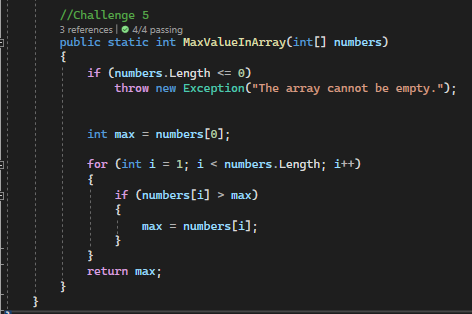 //Challenge 5
3 references | 4/4 passing
public static int MaxValueInArray(int[] numbers)
{
if (numbers.Length <= 0)
throw new Exception("The array cannot be empty.");
int max = numbers[0];
for (int i = 1; i < numbers.Length; i++)
{
if (numbers[i] > max)
{
max = numbers[i];
}
}
return max;
}
}